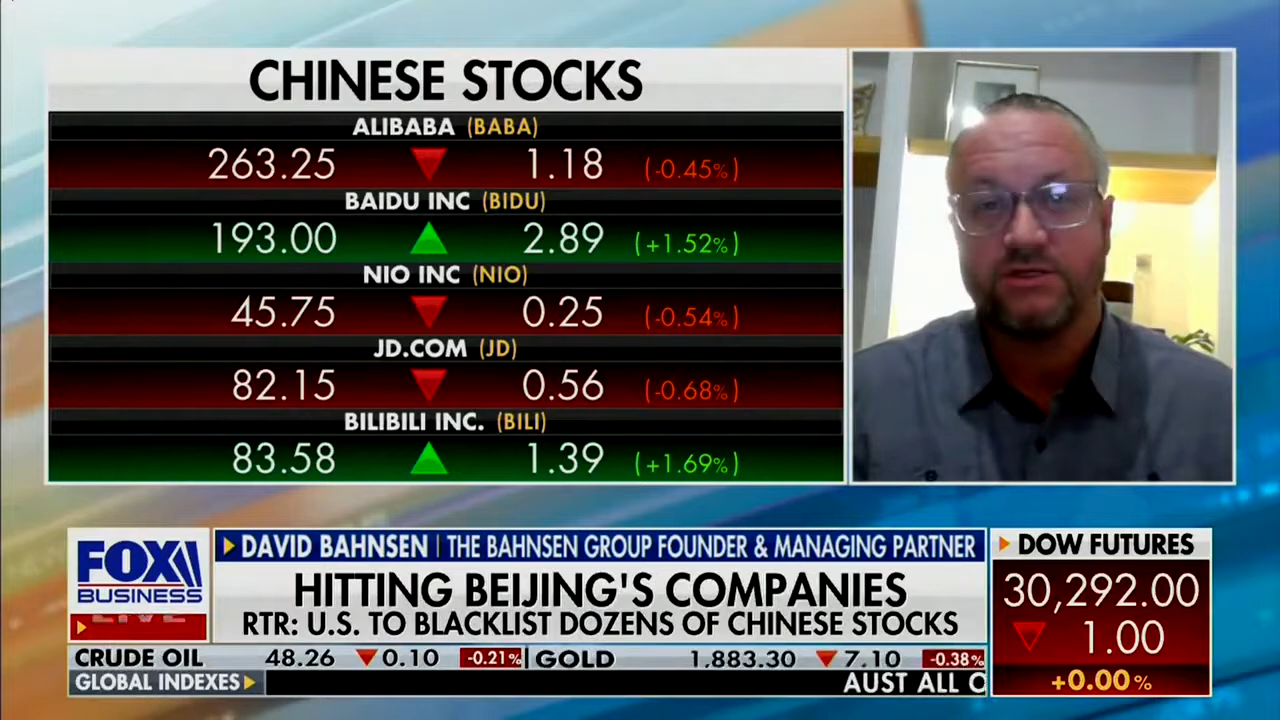 CHINESE STOCKS
ALIBABA (BABA)
263.25 ▼ 1.18 (-0.45%)
BAIDU INC (BIDU)
193.00 ▲ 2.89 (+1.52%)
NIO INC (NIO)
45.75 ▼ 0.25 (-0.54%)
JD.COM (JD)
82.15 ▼ 0.56 (-0.68%)
BILIBILI INC. (BILI)
83.58 ▲ 1.39 (+1.69%)
FOX
BUSINESS
DAVID BAHNSEN | THE BAHNSEN GROUP FOUNDER & MANAGING PARTNER
HITTING BEIJING'S COMPANIES
RTR: U.S. TO BLACKLIST DOZENS OF CHINESE STOCKS
DOW FUTURES
30,292.00
▼ 1.00
+0.00%
CRUDE OIL 48.26 ▼ 0.10 -0.21% GOLD 1,883.30 ▼ 7.10 -0.38%
GLOBAL INDEXES AUST ALL